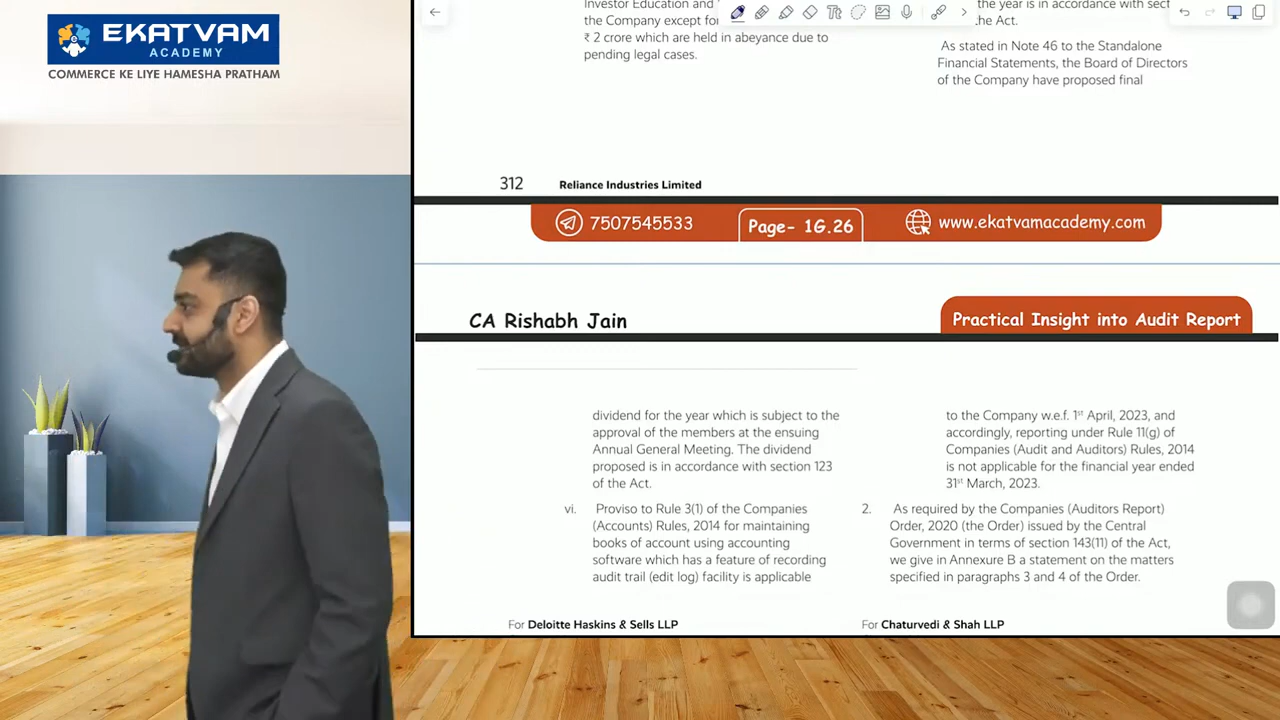 EKATVAM
ACADEMY
COMMERCE KE LIYE HAMESHA PRATHAM
Investor Education and
the Company except for
₹ 2 crore which are held in abeyance due to
pending legal cases.
the year is in accordance with sect
the Act.
As stated in Note 46 to the Standalone
Financial Statements, the Board of Directors
of the Company have proposed final
312 Reliance Industries Limited
7507545533
Page- 1G.26
www.ekatvamacademy.com
CA Rishabh Jain
Practical Insight into Audit Report
dividend for the year which is subject to the
approval of the members at the ensuing
Annual General Meeting. The dividend
proposed is in accordance with section 123
of the Act.
vi. Proviso to Rule 3(1) of the Companies
(Accounts) Rules, 2014 for maintaining
books of account using accounting
software which has a feature of recording
audit trail (edit log) facility is applicable
to the Company w.e.f. 1st April, 2023, and
accordingly, reporting under Rule 11(g) of
Companies (Audit and Auditors) Rules, 2014
is not applicable for the financial year ended
31st March, 2023.
2. As required by the Companies (Auditors Report)
Order, 2020 (the Order) issued by the Central
Government in terms of section 143(11) of the Act,
we give in Annexure B a statement on the matters
specified in paragraphs 3 and 4 of the Order.
For Deloitte Haskins & Sells LLP
For Chaturvedi & Shah LLP